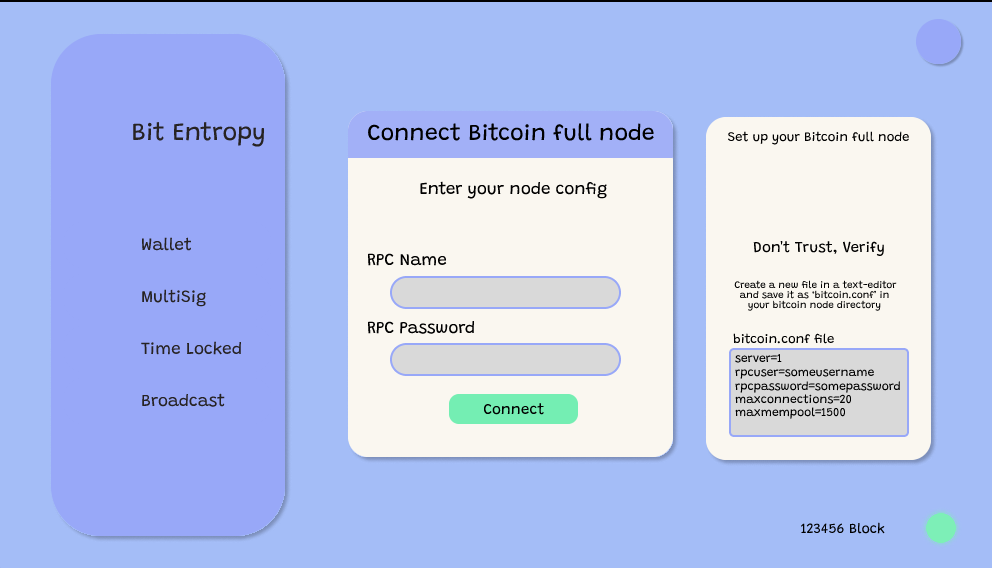 Bit Entropy
Wallet
MultiSig
Time Locked
Broadcast
Connect Bitcoin full node
Enter your node config
RPC Name
RPC Password
Connect
Set up your Bitcoin full node
Don't Trust, Verify
Create a new file in a text-editor
and save it as 'bitcoin.conf' in
your bitcoin node directory
bitcoin.conf file
server=1
rpcuser=someusername
rpcpassword=somepassword
maxconnections=20
maxmempool=1500
123456 Block